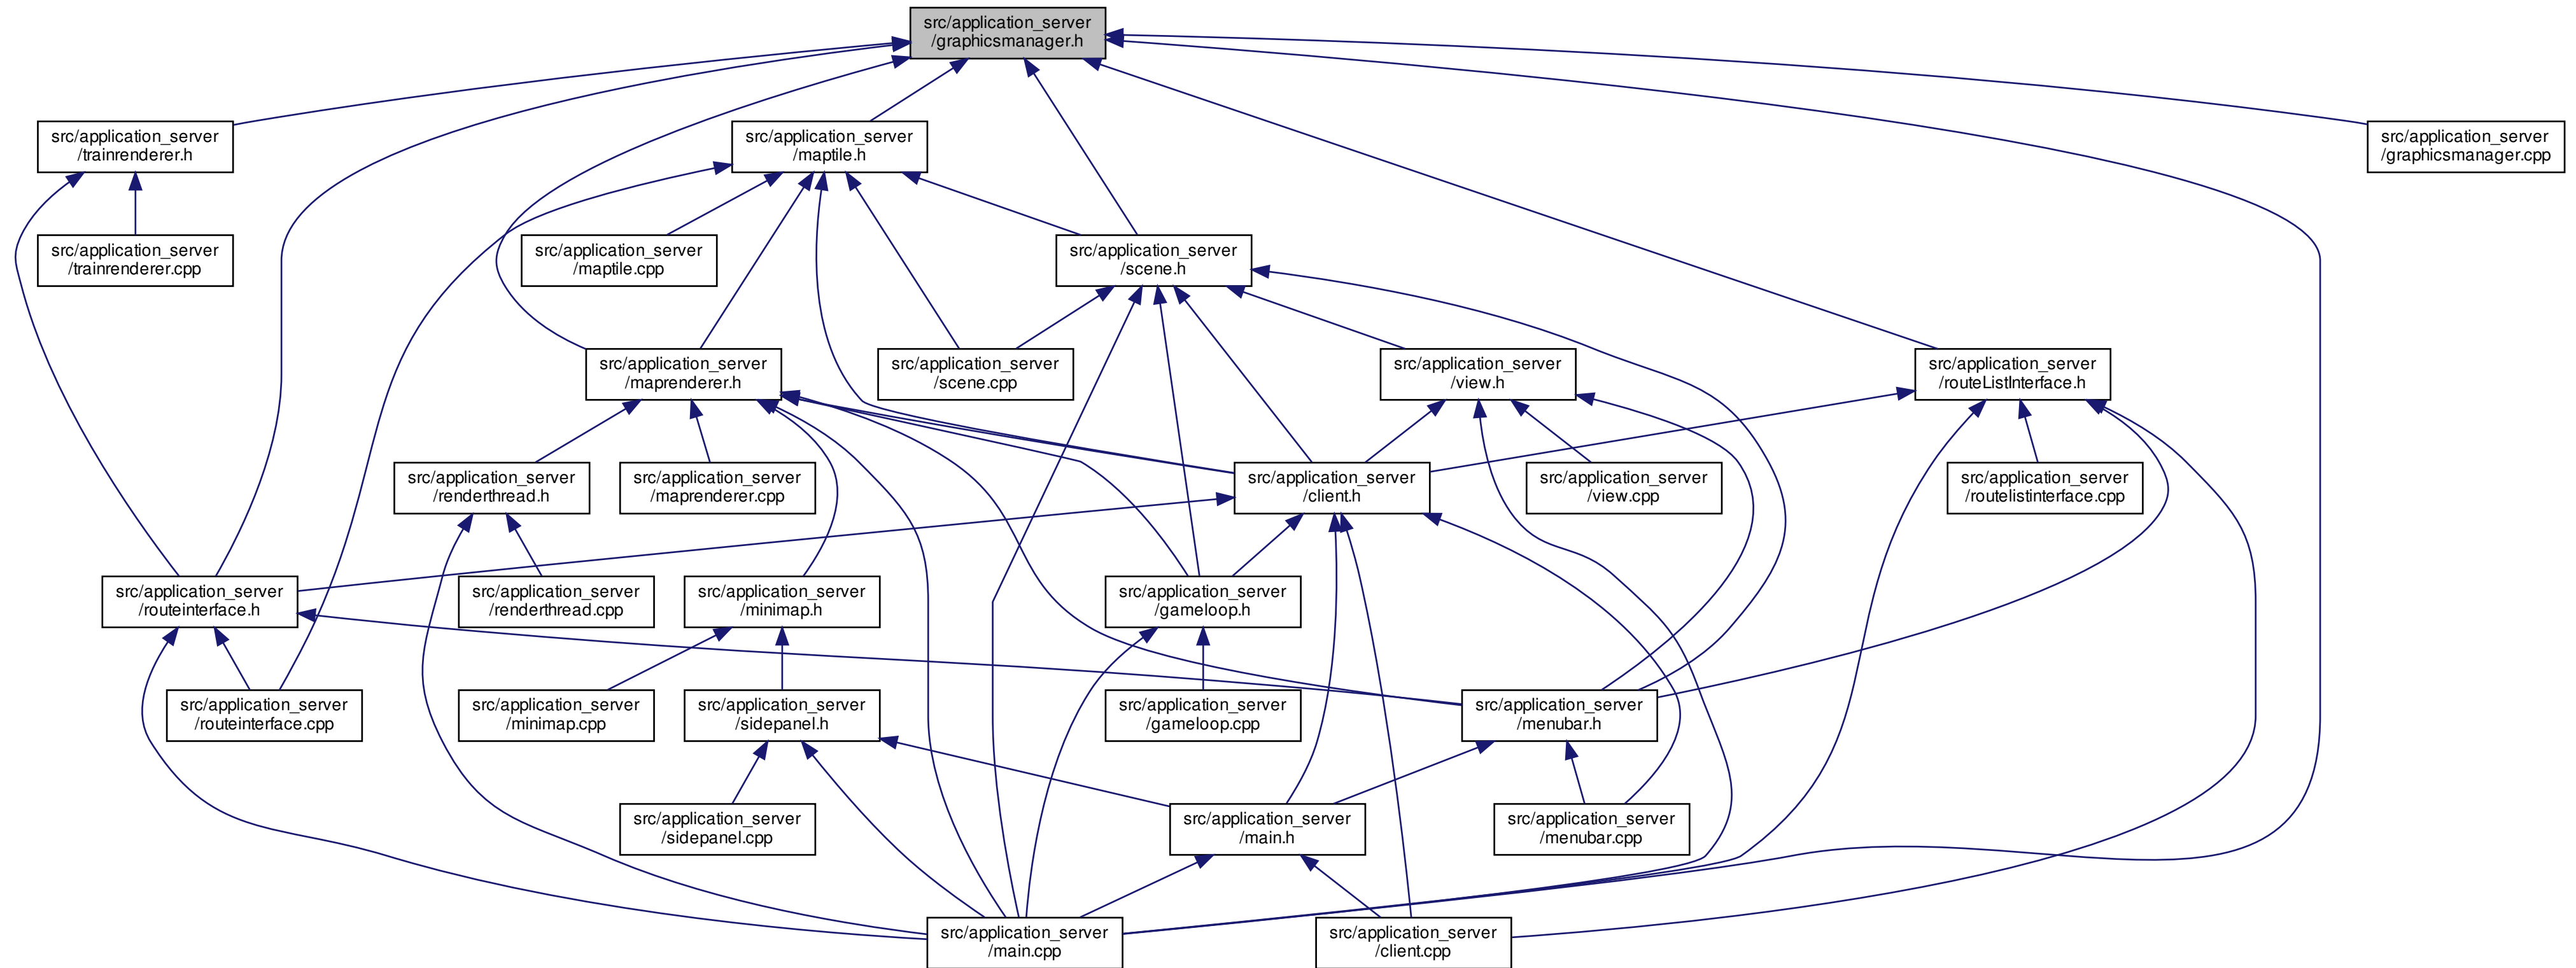 src/application_server
/graphicsmanager.h
src/application_server
/trainrenderer.h
src/application_server
/maptile.h
src/application_server
/graphicsmanager.cpp
src/application_server
/trainrenderer.cpp
src/application_server
/maptile.cpp
src/application_server
/scene.h
src/application_server
/maprenderer.h
src/application_server
/scene.cpp
src/application_server
/view.h
src/application_server
/routeListInterface.h
src/application_server
/renderthread.h
src/application_server
/maprenderer.cpp
src/application_server
/client.h
src/application_server
/view.cpp
src/application_server
/routelistinterface.cpp
src/application_server
/routeinterface.h
src/application_server
/renderthread.cpp
src/application_server
/minimap.h
src/application_server
/gameloop.h
src/application_server
/routeinterface.cpp
src/application_server
/minimap.cpp
src/application_server
/sidepanel.h
src/application_server
/gameloop.cpp
src/application_server
/menubar.h
src/application_server
/sidepanel.cpp
src/application_server
/main.h
src/application_server
/menubar.cpp
src/application_server
/main.cpp
src/application_server
/client.cpp